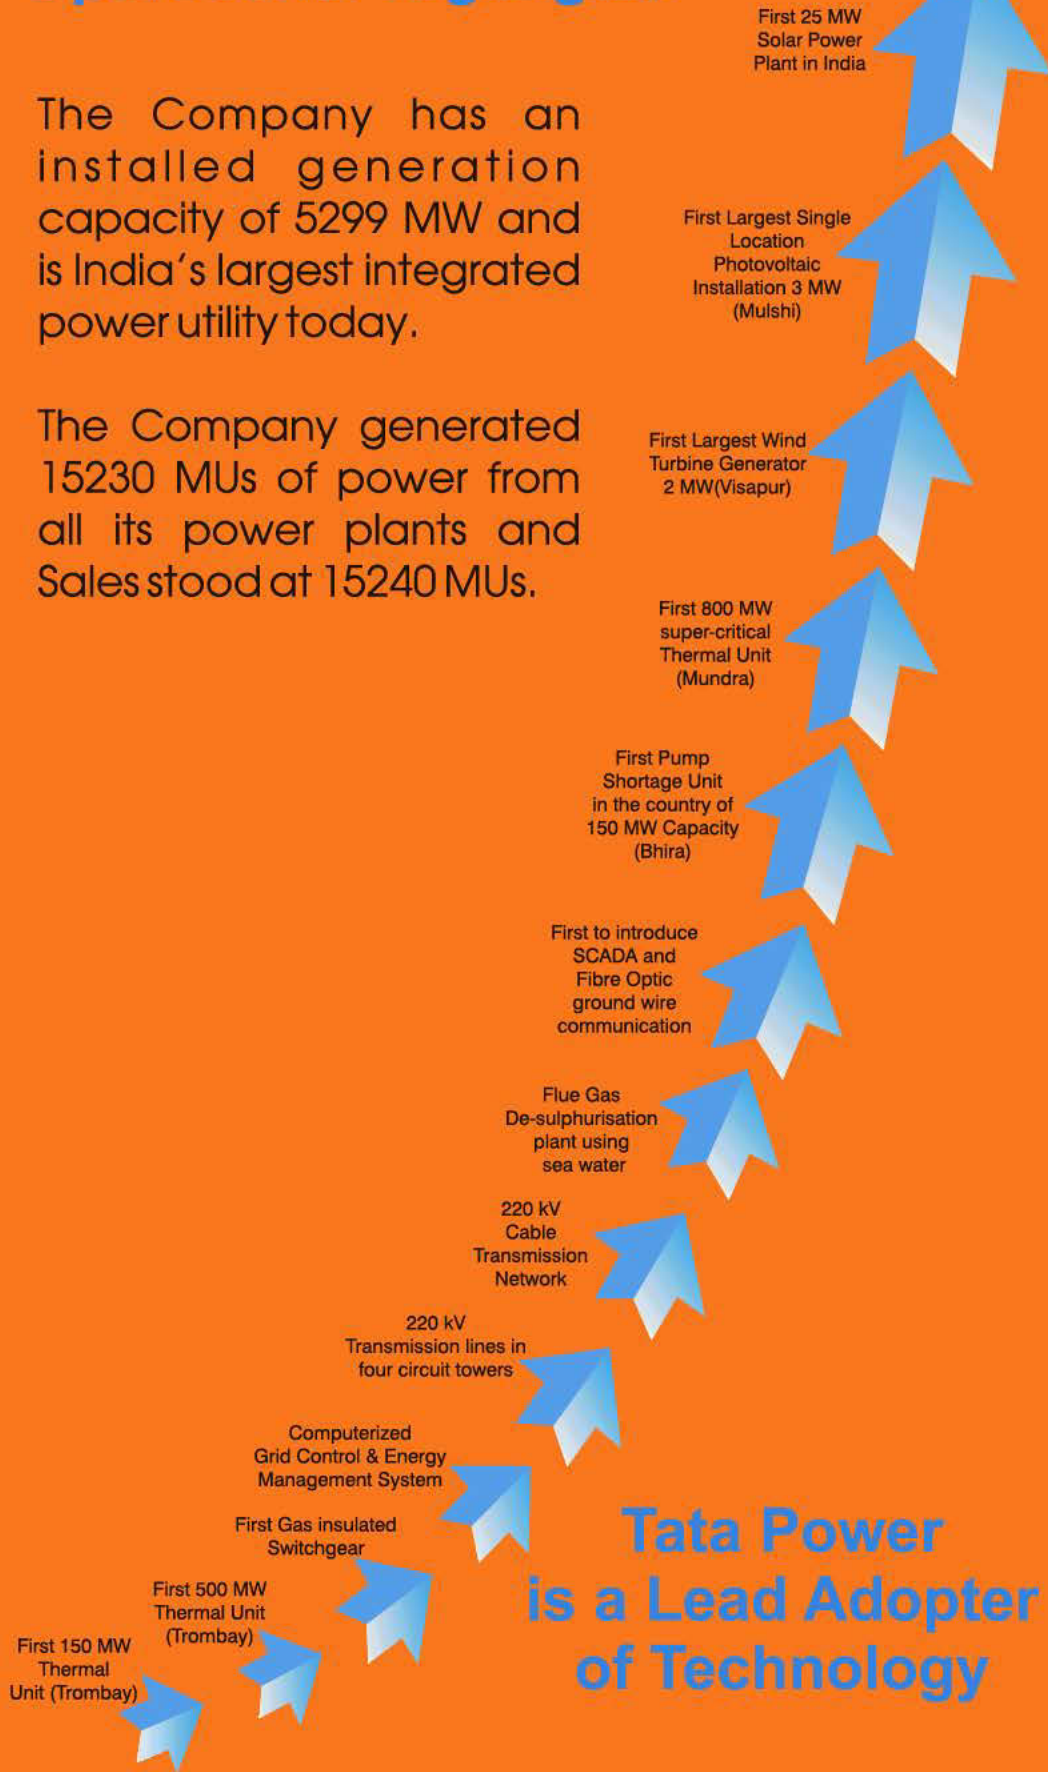 The Company has an
installed generation
capacity of 5299 MW and
is India's largest integrated
power utility today.
The Company generated
15230 MUs of power from
all its power plants and
Sales stood at 15240 MUs.
First 25 MW
Solar Power
Plant in India
First Largest Single
Location
Photovoltaic
Installation 3 MW
(Mulshi)
First Largest Wind
Turbine Generator
2 MW(Visapur)
First 800 MW
super-critical
Thermal Unit
(Mundra)
First Pump
Shortage Unit
in the country of
150 MW Capacity
(Bhira)
First to introduce
SCADA and
Fibre Optic
ground wire
communication
Flue Gas
De-sulphurisation
plant using
sea water
220 kV
Cable
Transmission
Network
220 kV
Transmission lines in
four circuit towers
Computerized
Grid Control & Energy
Management System
First Gas insulated
Switchgear
First 500 MW
Thermal Unit
(Trombay)
First 150 MW
Thermal
Unit (Trombay)
Tata Power
is a Lead Adopter
of Technology